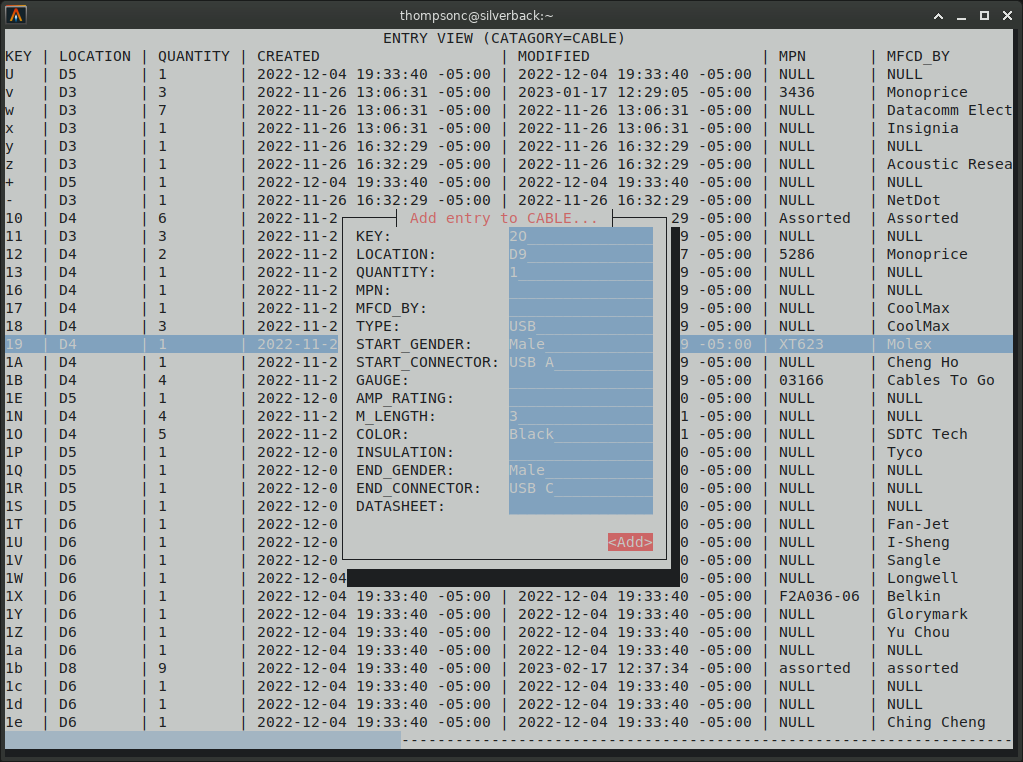 thompsonc@silverback:~
ENTRY VIEW (CATAGORY=CABLE)
KEY | LOCATION | QUANTITY | CREATED | MODIFIED | MPN | MFCD_BY
U | D5 | 1 | 2022-12-04 19:33:40 -05:00 | 2022-12-04 19:33:40 -05:00 | NULL | NULL
v | D3 | 3 | 2022-11-26 13:06:31 -05:00 | 2023-01-17 12:29:05 -05:00 | 3436 | Monoprice
w | D3 | 7 | 2022-11-26 13:06:31 -05:00 | 2022-11-26 13:06:31 -05:00 | NULL | Datacomm Elect
x | D3 | 1 | 2022-11-26 13:06:31 -05:00 | 2022-11-26 13:06:31 -05:00 | NULL | Insignia
y | D3 | 1 | 2022-11-26 16:32:29 -05:00 | 2022-11-26 16:32:29 -05:00 | NULL | NULL
z | D3 | 1 | 2022-11-26 16:32:29 -05:00 | 2022-11-26 16:32:29 -05:00 | NULL | Acoustic Resea
+ | D5 | 1 | 2022-12-04 19:33:40 -05:00 | 2022-12-04 19:33:40 -05:00 | NULL | NULL
- | D3 | 1 | 2022-11-26 16:32:29 -05:00 | 2022-11-26 16:32:29 -05:00 | NULL | NetDot
10 | D4 | 6 | 2022-11-2 Add entry to CABLE... 29 -05:00 | Assorted | Assorted
11 | D3 | 3 | 2022-11-2 KEY: 2O 9 -05:00 | NULL | NULL
12 | D4 | 2 | 2022-11-2 LOCATION: D9 7 -05:00 | 5286 | Monoprice
13 | D4 | 1 | 2022-11-2 QUANTITY: 1 9 -05:00 | NULL | NULL
16 | D4 | 1 | 2022-11-2 MPN: 9 -05:00 | NULL | NULL
17 | D4 | 1 | 2022-11-2 MFCD_BY: 9 -05:00 | NULL | CoolMax
18 | D4 | 3 | 2022-11-2 TYPE: USB 9 -05:00 | NULL | CoolMax
19 | D4 | 1 | 2022-11-2 START_GENDER: Male 9 -05:00 | XT623 | Molex
1A | D4 | 1 | 2022-11-2 START_CONNECTOR: USB A 9 -05:00 | NULL | Cheng Ho
1B | D4 | 4 | 2022-11-2 GAUGE: 9 -05:00 | 03166 | Cables To Go
1E | D5 | 1 | 2022-12-0 AMP_RATING: 0 -05:00 | NULL | NULL
1N | D4 | 4 | 2022-11-2 M_LENGTH: 3 1 -05:00 | NULL | NULL
1O | D4 | 5 | 2022-11-2 COLOR: Black 1 -05:00 | NULL | SDTC Tech
1P | D5 | 1 | 2022-12-0 INSULATION: 0 -05:00 | NULL | Tyco
1Q | D5 | 1 | 2022-12-0 END_GENDER: Male 0 -05:00 | NULL | NULL
1R | D5 | 1 | 2022-12-0 END_CONNECTOR: USB C 0 -05:00 | NULL | NULL
1S | D5 | 1 | 2022-12-0 DATASHEET: 0 -05:00 | NULL | NULL
1T | D6 | 1 | 2022-12-0 0 -05:00 | NULL | Fan-Jet
1U | D6 | 1 | 2022-12-0 <Add> 0 -05:00 | NULL | I-Sheng
1V | D6 | 1 | 2022-12-0 0 -05:00 | NULL | Sangle
1W | D6 | 1 | 2022-12-04 0 -05:00 | NULL | Longwell
1X | D6 | 1 | 2022-12-04 19:33:40 -05:00 | 2022-12-04 19:33:40 -05:00 | F2A036-06 | Belkin
1Y | D6 | 1 | 2022-12-04 19:33:40 -05:00 | 2022-12-04 19:33:40 -05:00 | NULL | Glorymark
1Z | D6 | 1 | 2022-12-04 19:33:40 -05:00 | 2022-12-04 19:33:40 -05:00 | NULL | Yu Chou
1a | D6 | 1 | 2022-12-04 19:33:40 -05:00 | 2022-12-04 19:33:40 -05:00 | NULL | NULL
1b | D8 | 9 | 2022-12-04 19:33:40 -05:00 | 2023-02-17 12:37:34 -05:00 | assorted | assorted
1c | D6 | 1 | 2022-12-04 19:33:40 -05:00 | 2022-12-04 19:33:40 -05:00 | NULL | NULL
1d | D6 | 1 | 2022-12-04 19:33:40 -05:00 | 2022-12-04 19:33:40 -05:00 | NULL | NULL
1e | D6 | 1 | 2022-12-04 19:33:40 -05:00 | 2022-12-04 19:33:40 -05:00 | NULL | Ching Cheng